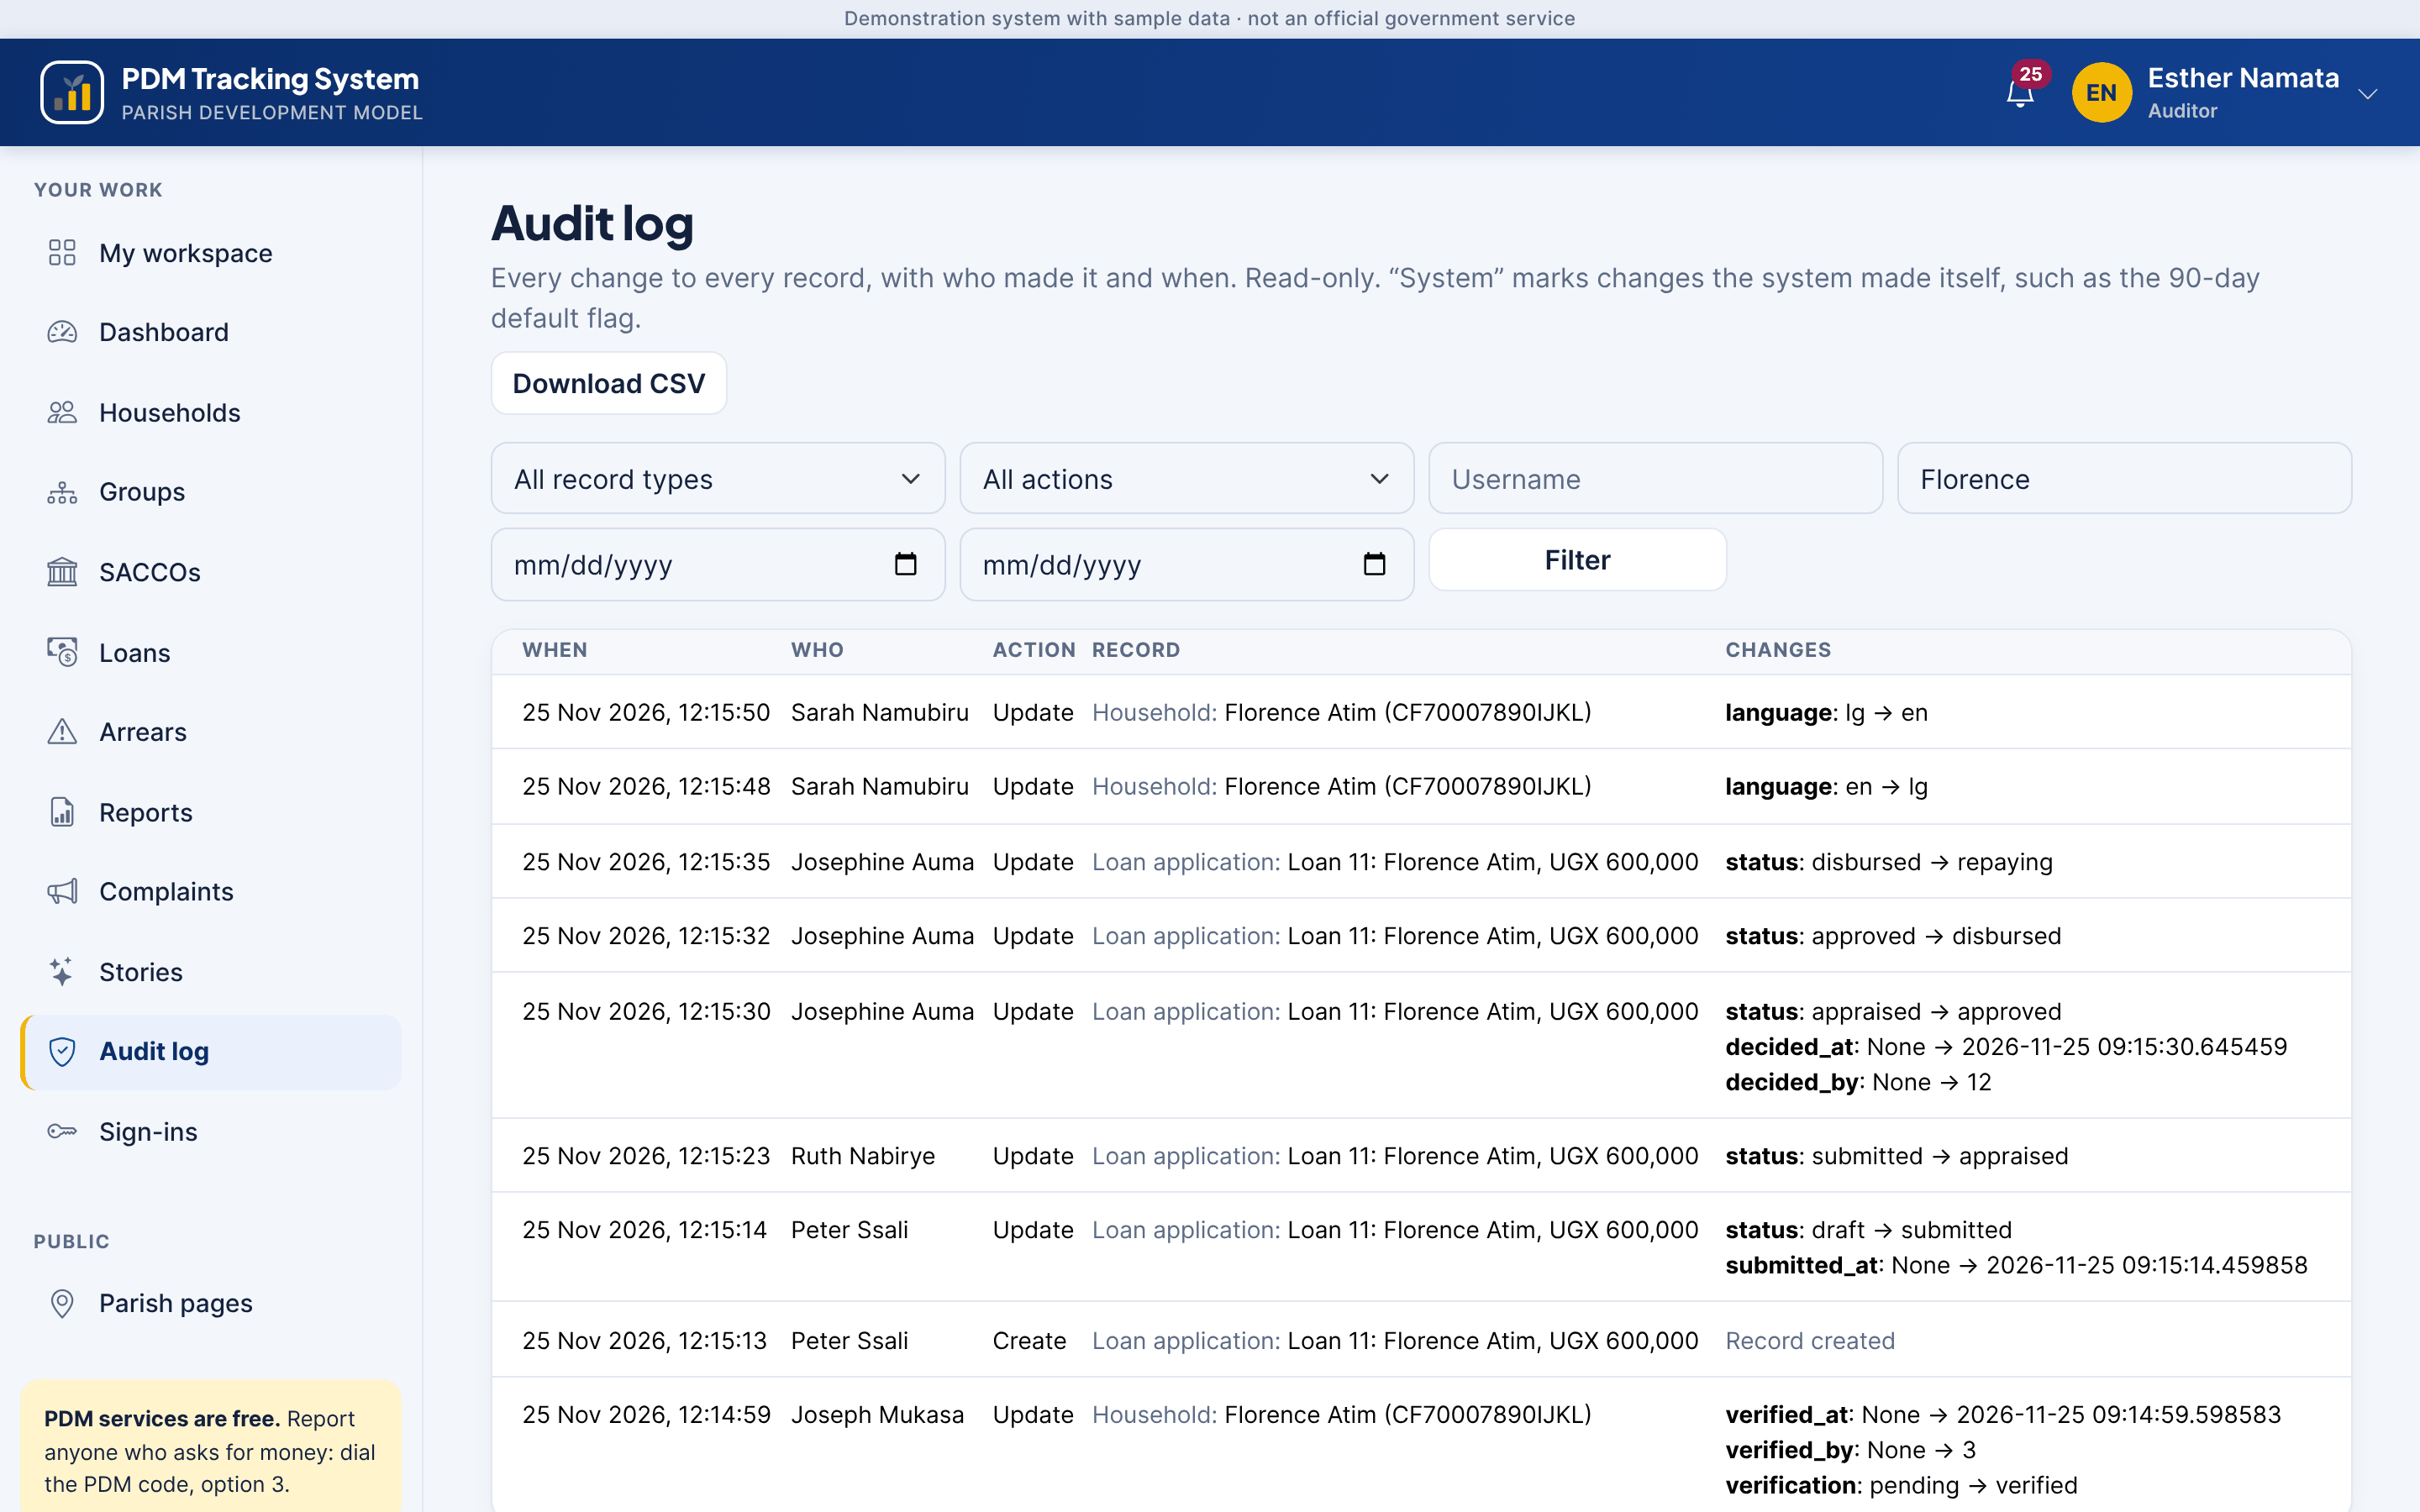 Demonstration system with sample data · not an official government service
PDM Tracking System
PARISH DEVELOPMENT MODEL
25
EN
Esther Namata
Auditor
YOUR WORK
My workspace
Dashboard
Households
Groups
SACCOs
Loans
Arrears
Reports
Complaints
Stories
Audit log
Sign-ins
PUBLIC
Parish pages
PDM services are free. Report
anyone who asks for money: dial
the PDM code, option 3.
Audit log
Every change to every record, with who made it and when. Read-only. “System” marks changes the system made itself, such as the 90-day
default flag.
Download CSV
All record types
All actions
Username
Florence
mm/dd/yyyy
mm/dd/yyyy
Filter
WHEN WHO ACTION RECORD CHANGES
25 Nov 2026, 12:15:50 Sarah Namubiru Update Household: Florence Atim (CF70007890IJKL) language: lg → en
25 Nov 2026, 12:15:48 Sarah Namubiru Update Household: Florence Atim (CF70007890IJKL) language: en → lg
25 Nov 2026, 12:15:35 Josephine Auma Update Loan application: Loan 11: Florence Atim, UGX 600,000 status: disbursed → repaying
25 Nov 2026, 12:15:32 Josephine Auma Update Loan application: Loan 11: Florence Atim, UGX 600,000 status: approved → disbursed
25 Nov 2026, 12:15:30 Josephine Auma Update Loan application: Loan 11: Florence Atim, UGX 600,000 status: appraised → approved
decided_at: None → 2026-11-25 09:15:30.645459
decided_by: None → 12
25 Nov 2026, 12:15:23 Ruth Nabirye Update Loan application: Loan 11: Florence Atim, UGX 600,000 status: submitted → appraised
25 Nov 2026, 12:15:14 Peter Ssali Update Loan application: Loan 11: Florence Atim, UGX 600,000 status: draft → submitted
submitted_at: None → 2026-11-25 09:15:14.459858
25 Nov 2026, 12:15:13 Peter Ssali Create Loan application: Loan 11: Florence Atim, UGX 600,000 Record created
25 Nov 2026, 12:14:59 Joseph Mukasa Update Household: Florence Atim (CF70007890IJKL) verified_at: None → 2026-11-25 09:14:59.598583
verified_by: None → 3
verification: pending → verified